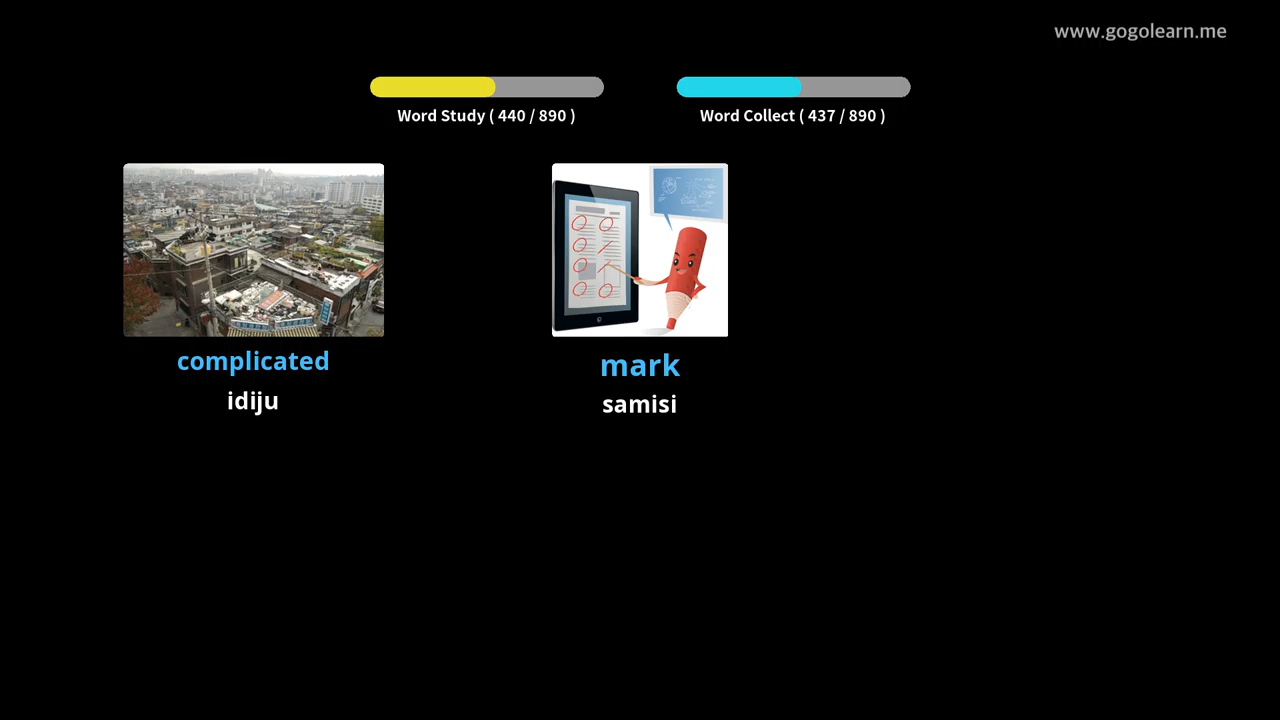 www.gogolearn.me
Word Study ( 440 / 890 )
Word Collect ( 437 / 890 )
complicated
idiju
mark
samisi